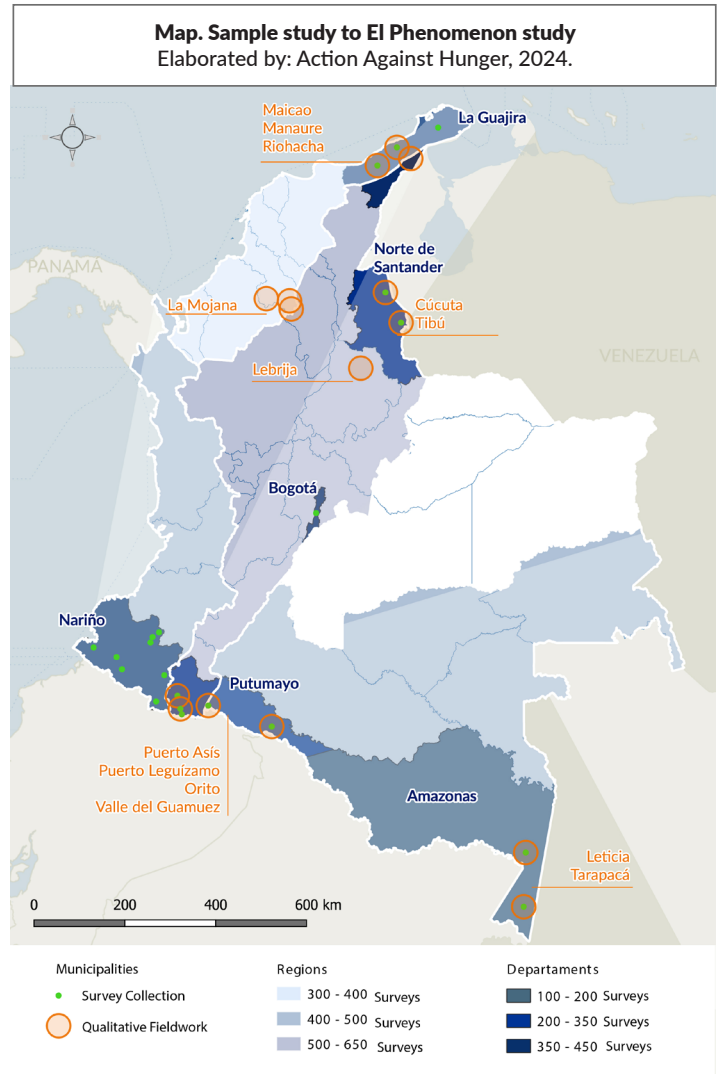 Map. Sample study to El Phenomenon study
Elaborated by: Action Against Hunger, 2024.
Maicao
Manaure
Riohacha
La Guajira
PANAMA
La Mojana
Norte de
Santander
Cúcuta
Tibú
VENEZUELA
Lebrija
Bogotá
Nariño
Putumayo
Puerto Asís
Puerto Leguízamo
Orito
Valle del Guamuez
Amazonas
Leticia
Tarapacá
0 200 400 600 km
Municipalities
Survey Collection
Qualitative Fieldwork
Regions
300 - 400 Surveys
400 - 500 Surveys
500 - 650 Surveys
Departaments
100 - 200 Surveys
200 - 350 Surveys
350 - 450 Surveys